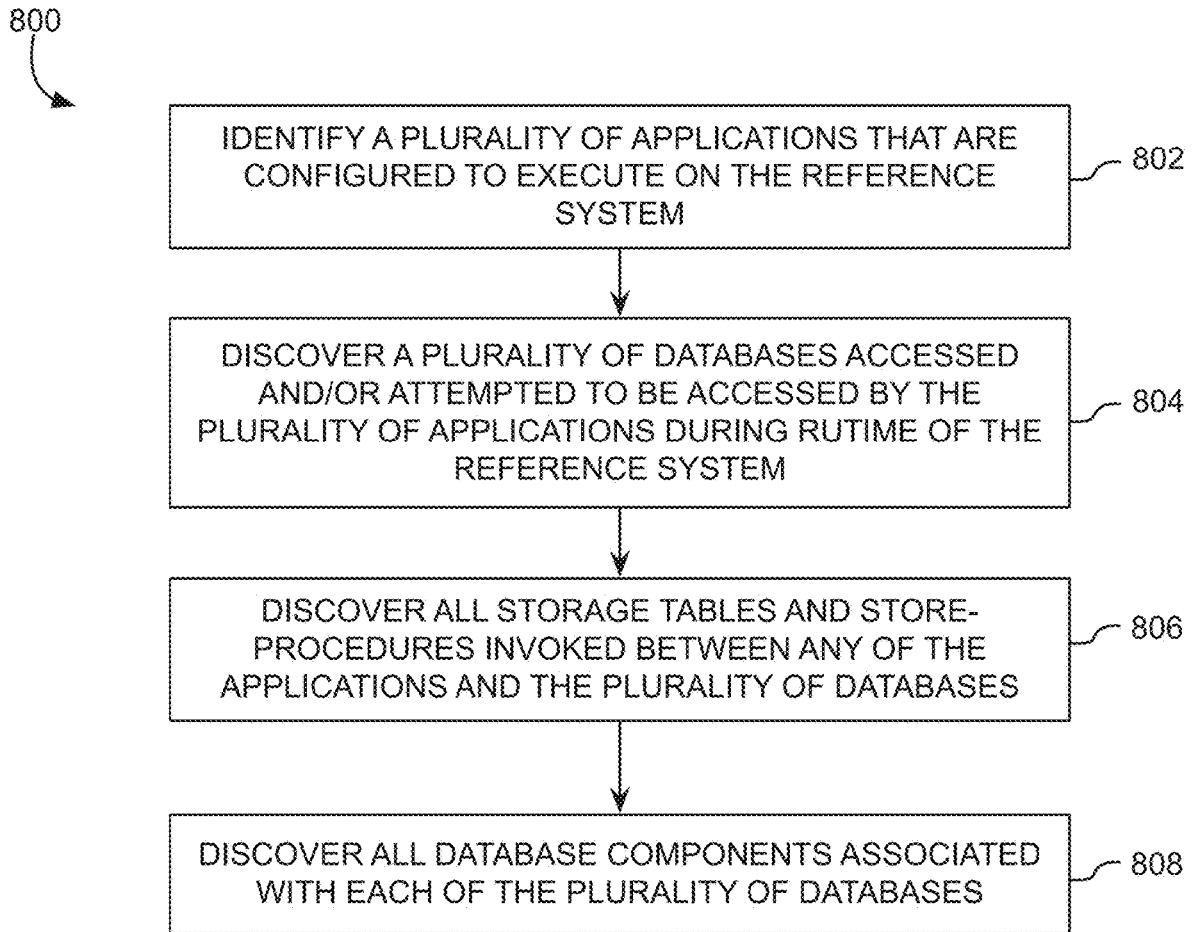 800
IDENTIFY A PLURALITY OF APPLICATIONS THAT ARE
CONFIGURED TO EXECUTE ON THE REFERENCE
SYSTEM
802
DISCOVER A PLURALITY OF DATABASES ACCESSED
AND/OR ATTEMPTED TO BE ACCESSED BY THE
PLURALITY OF APPLICATIONS DURING RUTIME OF THE
REFERENCE SYSTEM
804
DISCOVER ALL STORAGE TABLES AND STORE-
PROCEDURES INVOKED BETWEEN ANY OF THE
APPLICATIONS AND THE PLURALITY OF DATABASES
806
DISCOVER ALL DATABASE COMPONENTS ASSOCIATED
WITH EACH OF THE PLURALITY OF DATABASES
808